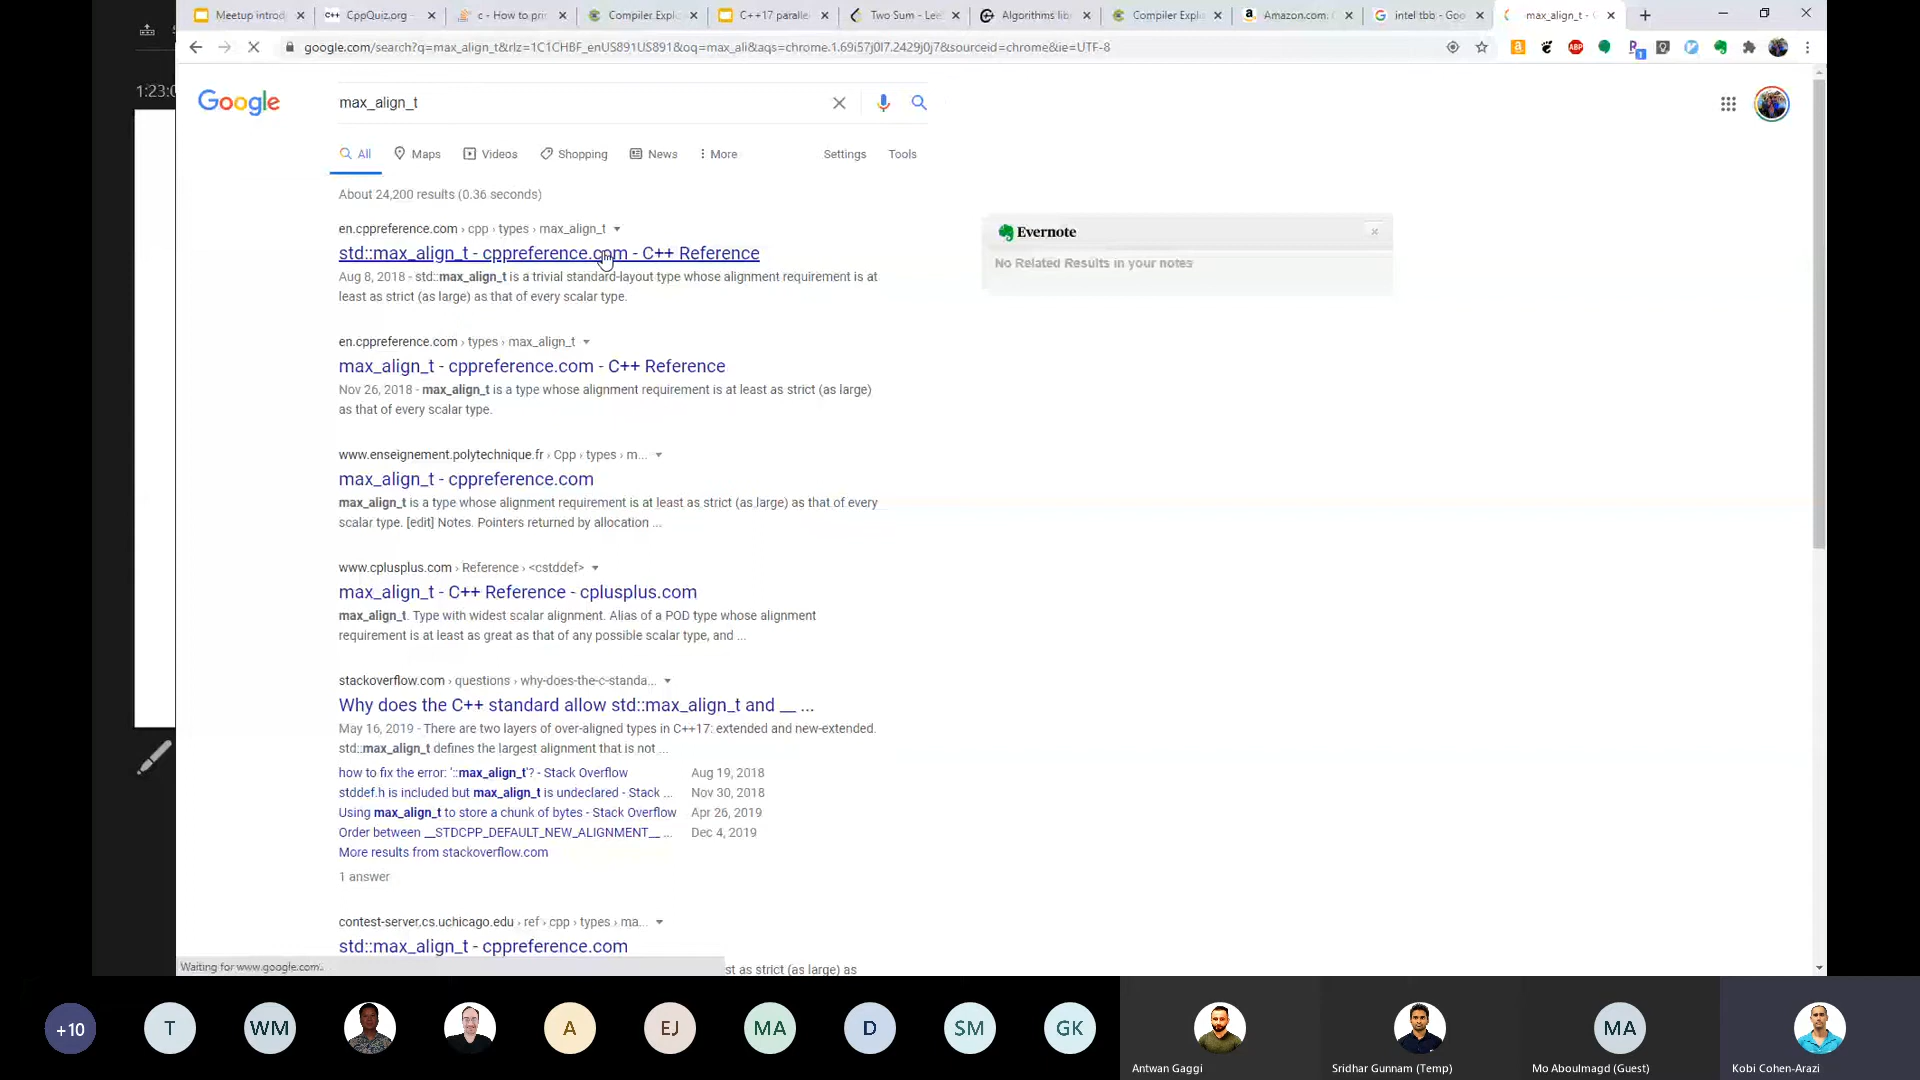 Meetup introd
CppQuiz.org -
c - How to pri
Compiler Expl
C++17 paralle
Two Sum - Lee
Algorithms lib
Compiler Explo
Amazon.com:
intel tbb - Goo
max_align_t -
google.com/search?q=max_align_t&rlz=1C1CHBF_enUS891US891&oq=max_ali&aqs=chrome.1.69i57j0l7.2429j0j7&sourceid=chrome&ie=UTF-8
ABP
1
1:23:0
Google
max_align_t
All
Maps
Videos
Shopping
News
More
Settings
Tools
About 24,200 results (0.36 seconds)
en.cppreference.com › cpp › types › max_align_t
std::max_align_t - cppreference.com - C++ Reference
Aug 8, 2018 - std::max_align_t is a trivial standard-layout type whose alignment requirement is at
least as strict (as large) as that of every scalar type.
Evernote
No Related Results in your notes
en.cppreference.com › types › max_align_t
max_align_t - cppreference.com - C++ Reference
Nov 26, 2018 - max_align_t is a type whose alignment requirement is at least as strict (as large)
as that of every scalar type.
www.enseignement.polytechnique.fr › Cpp › types › m...
max_align_t - cppreference.com
max_align_t is a type whose alignment requirement is at least as strict (as large) as that of every
scalar type. [edit] Notes. Pointers returned by allocation ...
www.cplusplus.com › Reference › <cstddef>
max_align_t - C++ Reference - cplusplus.com
max_align_t. Type with widest scalar alignment. Alias of a POD type whose alignment
requirement is at least as great as that of any possible scalar type, and ...
stackoverflow.com › questions › why-does-the-c-standa...
Why does the C++ standard allow std::max_align_t and __ ...
May 16, 2019 - There are two layers of over-aligned types in C++17: extended and new-extended.
std::max_align_t defines the largest alignment that is not ...
how to fix the error: '::max_align_t'? - Stack Overflow Aug 19, 2018
stddef.h is included but max_align_t is undeclared - Stack ... Nov 30, 2018
Using max_align_t to store a chunk of bytes - Stack Overflow Apr 26, 2019
Order between __STDCPP_DEFAULT_NEW_ALIGNMENT__ ... Dec 4, 2019
More results from stackoverflow.com
1 answer
contest-server.cs.uchicago.edu › ref › cpp › types › ma...
std::max_align_t - cppreference.com
Waiting for www.google.com...
st as strict (as large) as
+10
T
WM
A
EJ
MA
D
SM
GK
MA
Antwan Gaggi
Sridhar Gunnam (Temp)
Mo Aboulmagd (Guest)
Kobi Cohen-Arazi